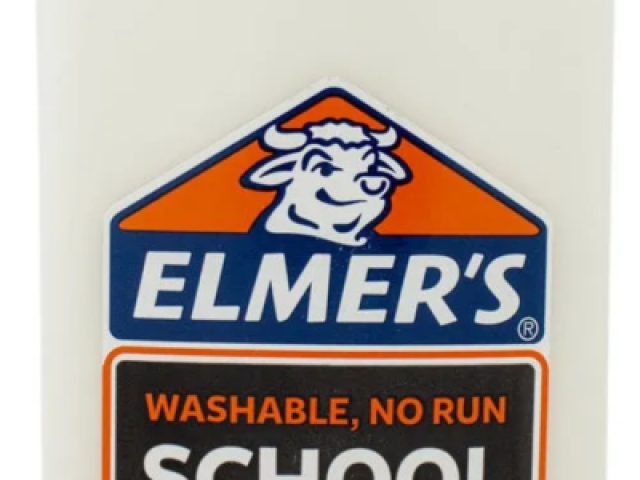 ELMER'S®
WASHABLE, NO RUN
SCHOOL